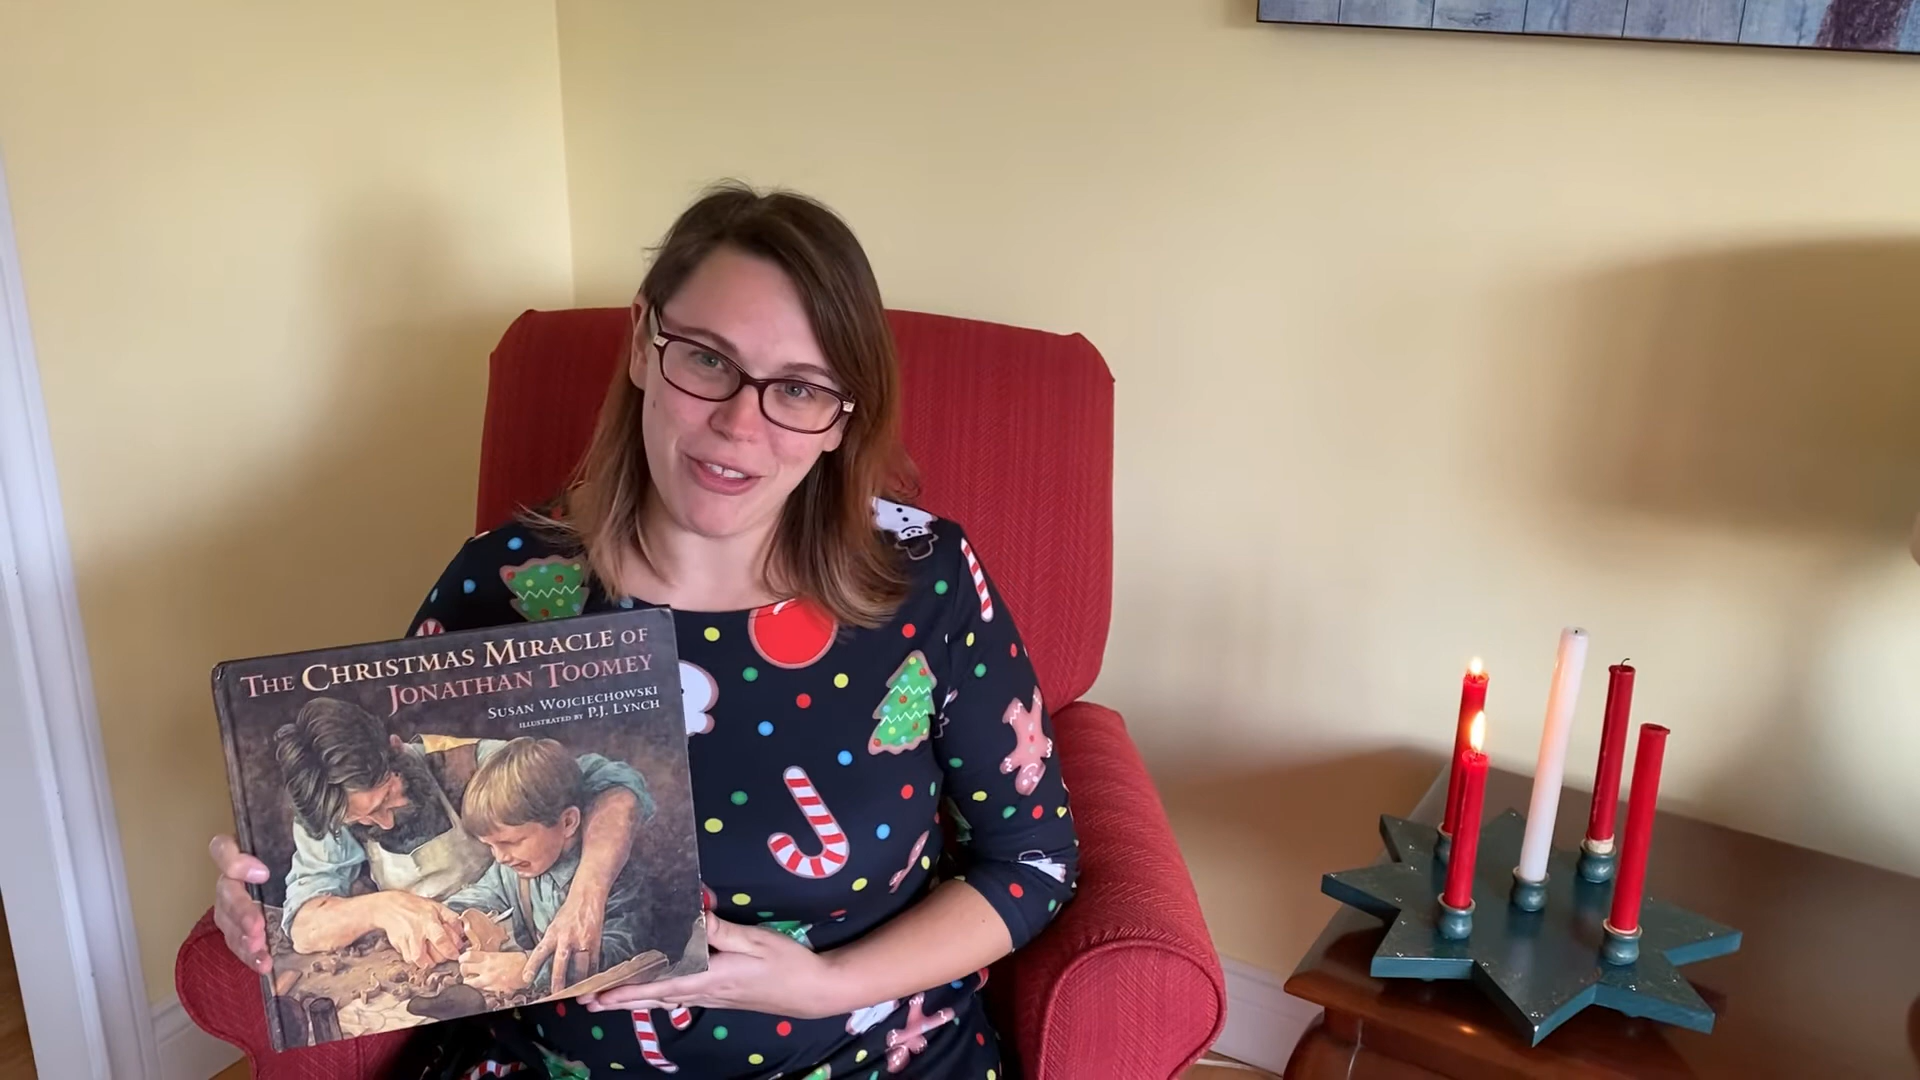 THE CHRISTMAS MIRACLE OF
JONATHAN TOOMEY
SUSAN WOJCIECHOWSKI
ILLUSTRATED BY P.J. LYNCH